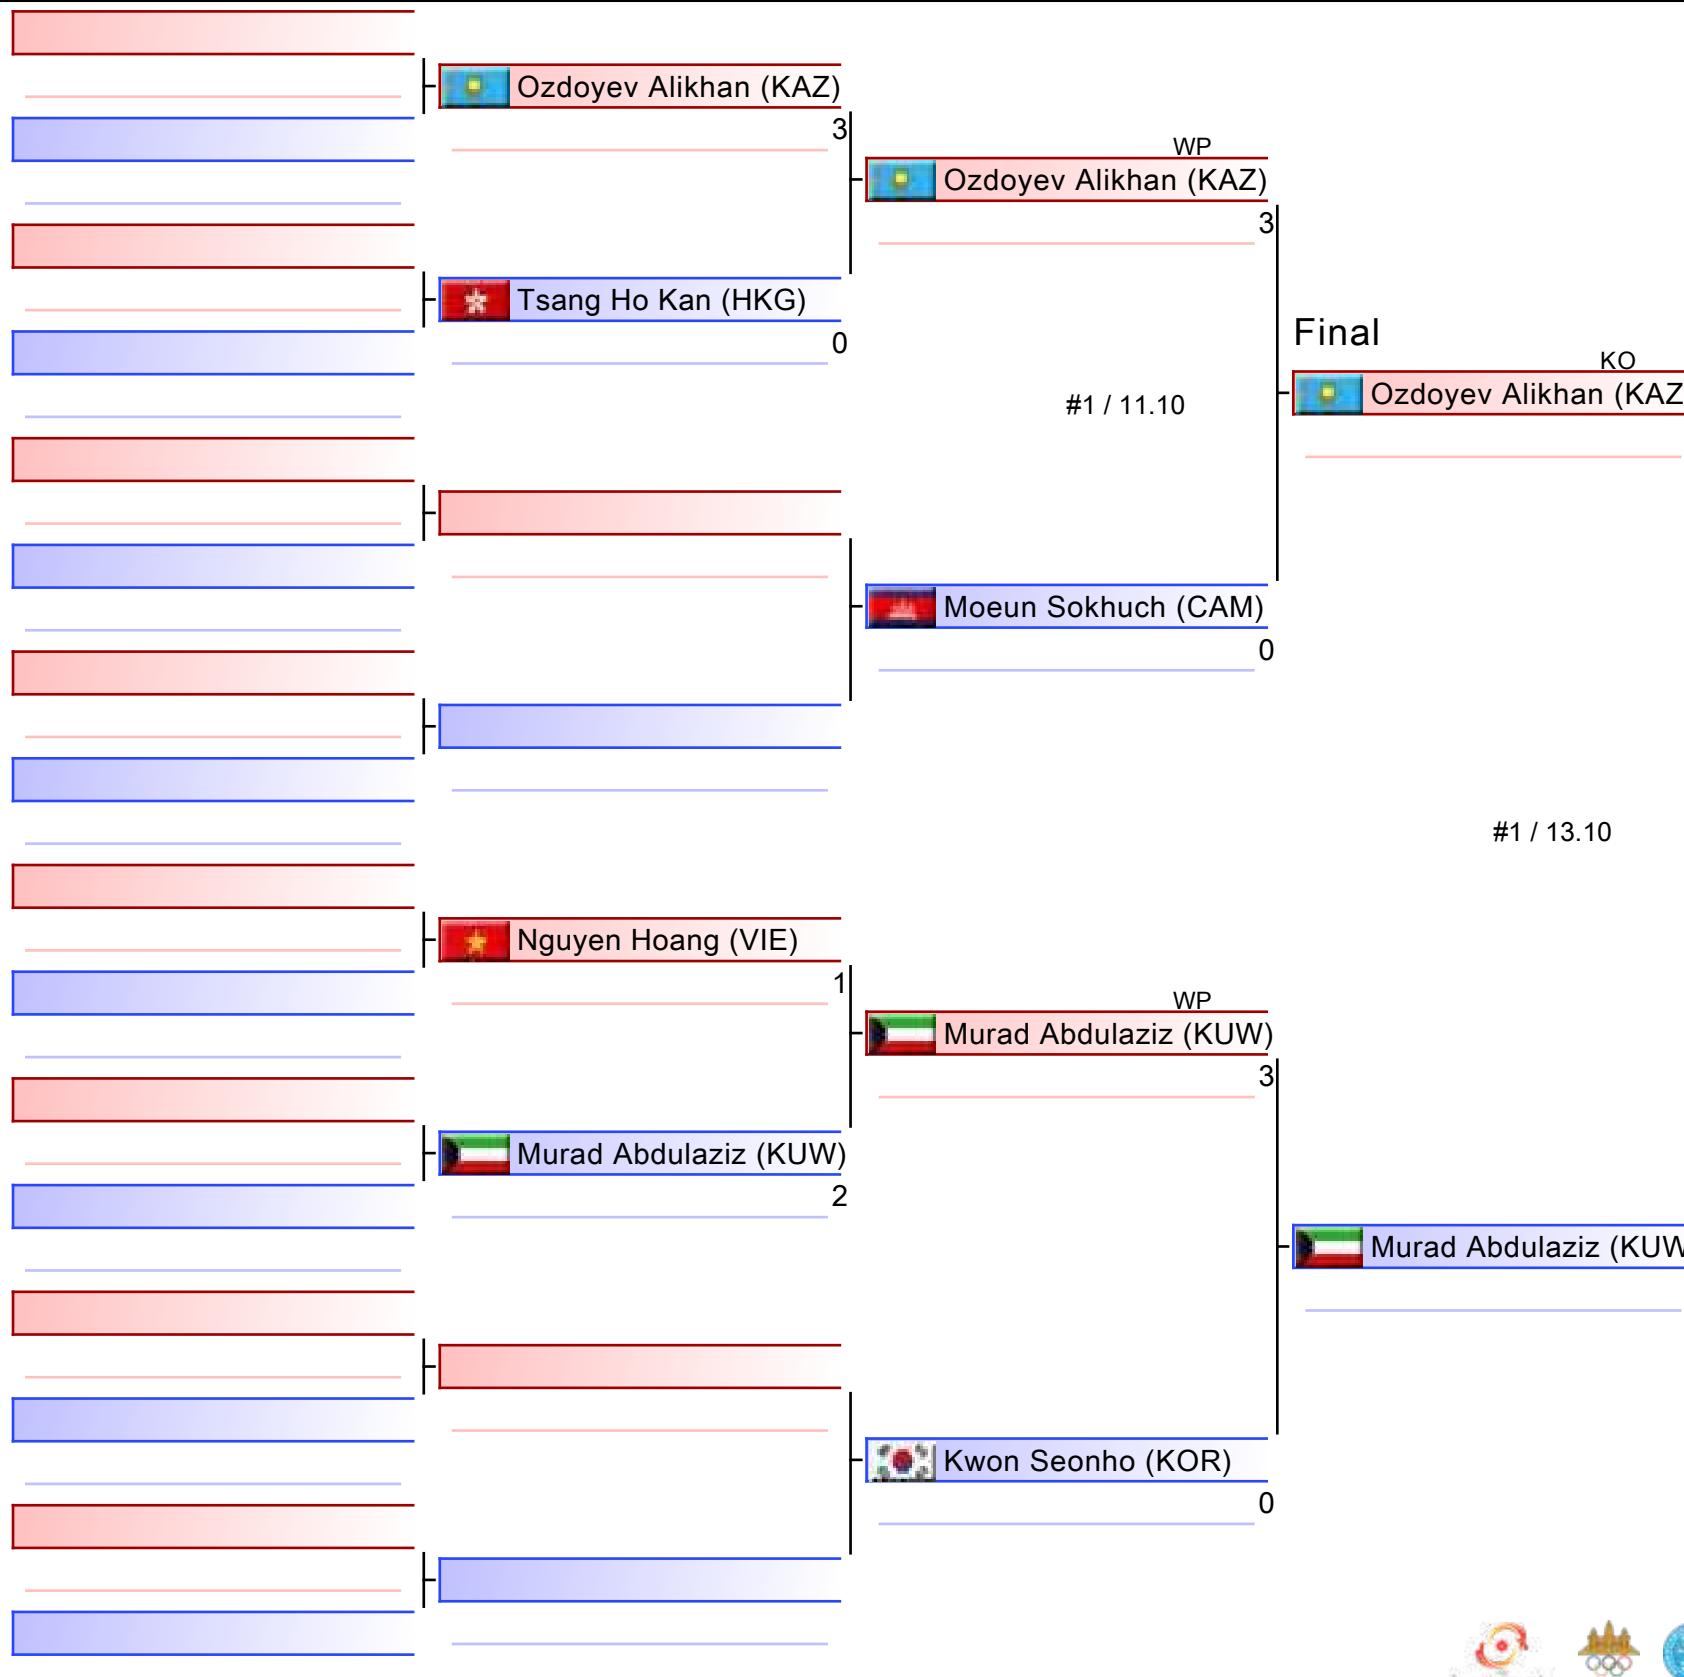 Ozdoyev Alikhan (KAZ)
3
Tsang Ho Kan (HKG)
0
Nguyen Hoang (VIE)
1
Murad Abdulaziz (KUW)
2
WP
Ozdoyev Alikhan (KAZ)
3
#1 / 11.10
Moeun Sokhuch (CAM)
0
WP
Murad Abdulaziz (KUW)
3
Kwon Seonho (KOR)
0
Final
KO
Ozdoyev Alikhan (KAZ
#1 / 13.10
Murad Abdulaziz (KUW